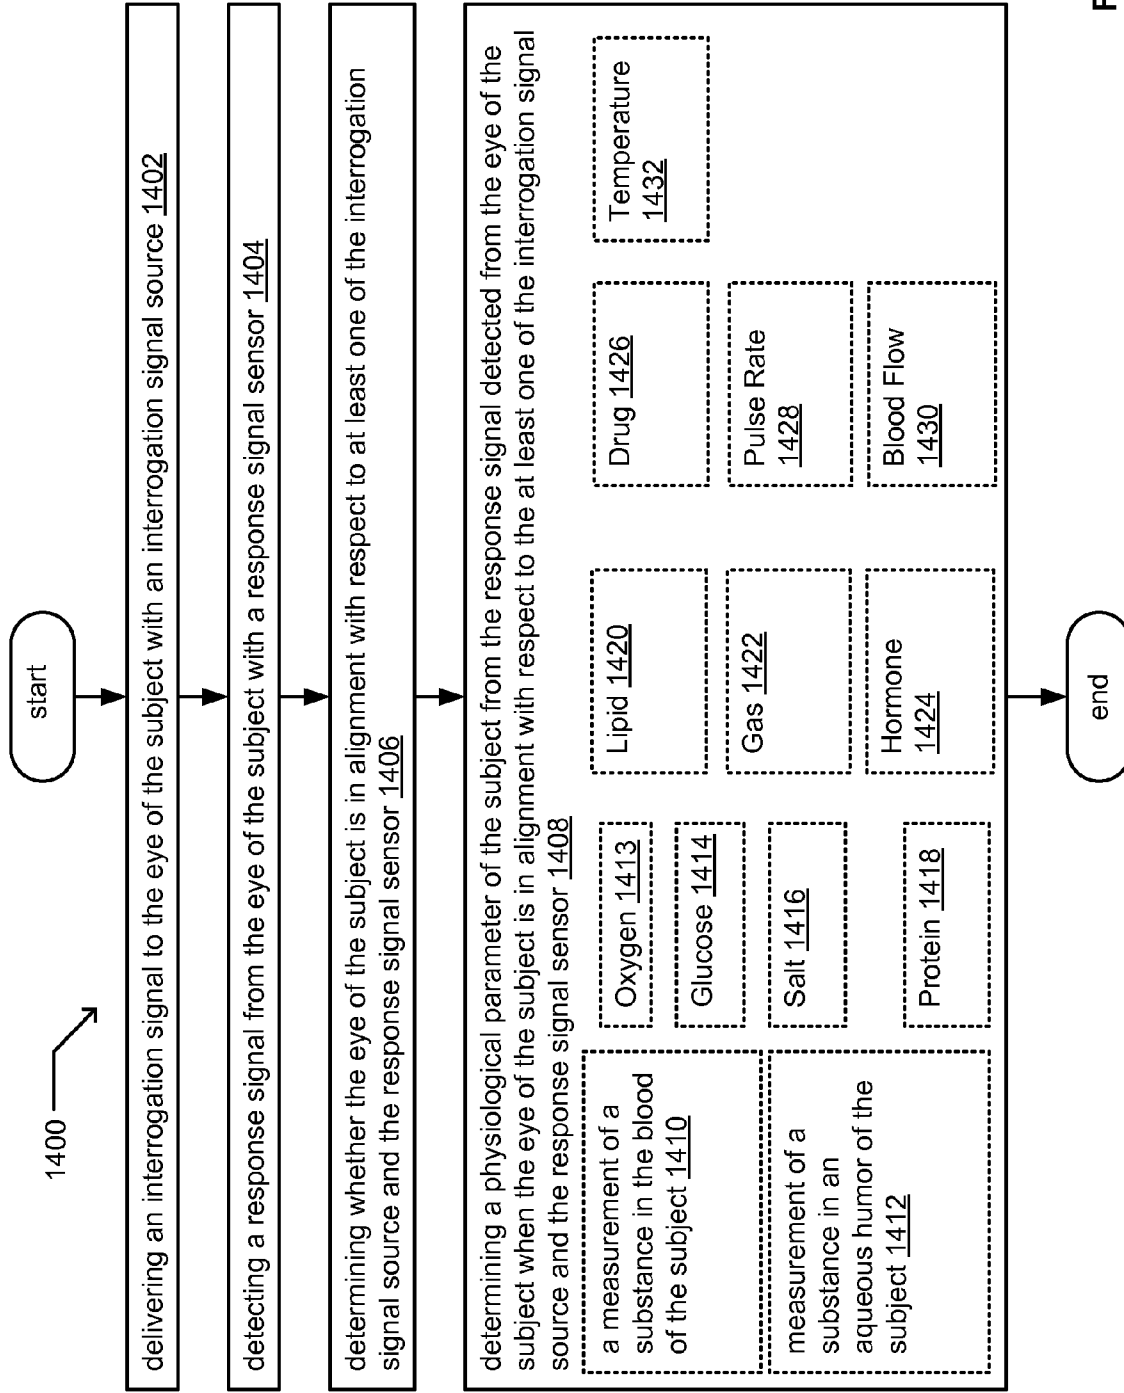 1400
start
delivering an interrogation signal to the eye of the subject with an interrogation signal source 1402
detecting a response signal from the eye of the subject with a response signal sensor 1404
determining whether the eye of the subject is in alignment with respect to at least one of the interrogation
signal source and the response signal sensor 1406
determining a physiological parameter of the subject from the response signal detected from the eye of the
subject when the eye of the subject is in alignment with respect to the at least one of the interrogation signal
source and the response signal sensor 1408
a measurement of a
substance in the blood
of the subject 1410
measurement of a
substance in an
aqueous humor of the
subject 1412
Oxygen 1413
Glucose 1414
Salt 1416
Protein 1418
Lipid 1420
Gas 1422
Hormone
1424
Drug 1426
Pulse Rate
1428
Blood Flow
1430
Temperature
1432
end